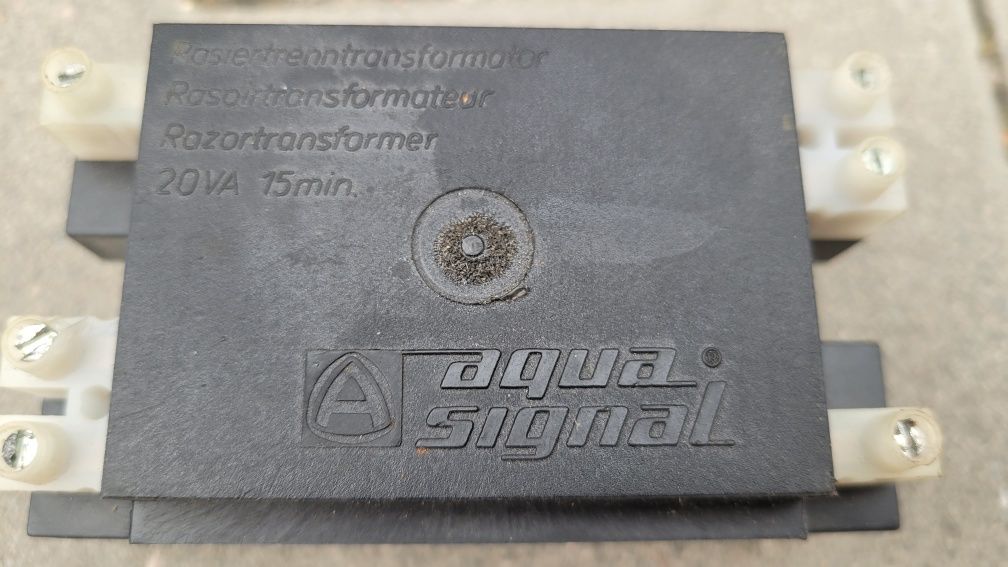 Rasiertrenntransformator
Rasoirtransformateur
Razortransformer
20VA 15min.
A aqua ®
signal